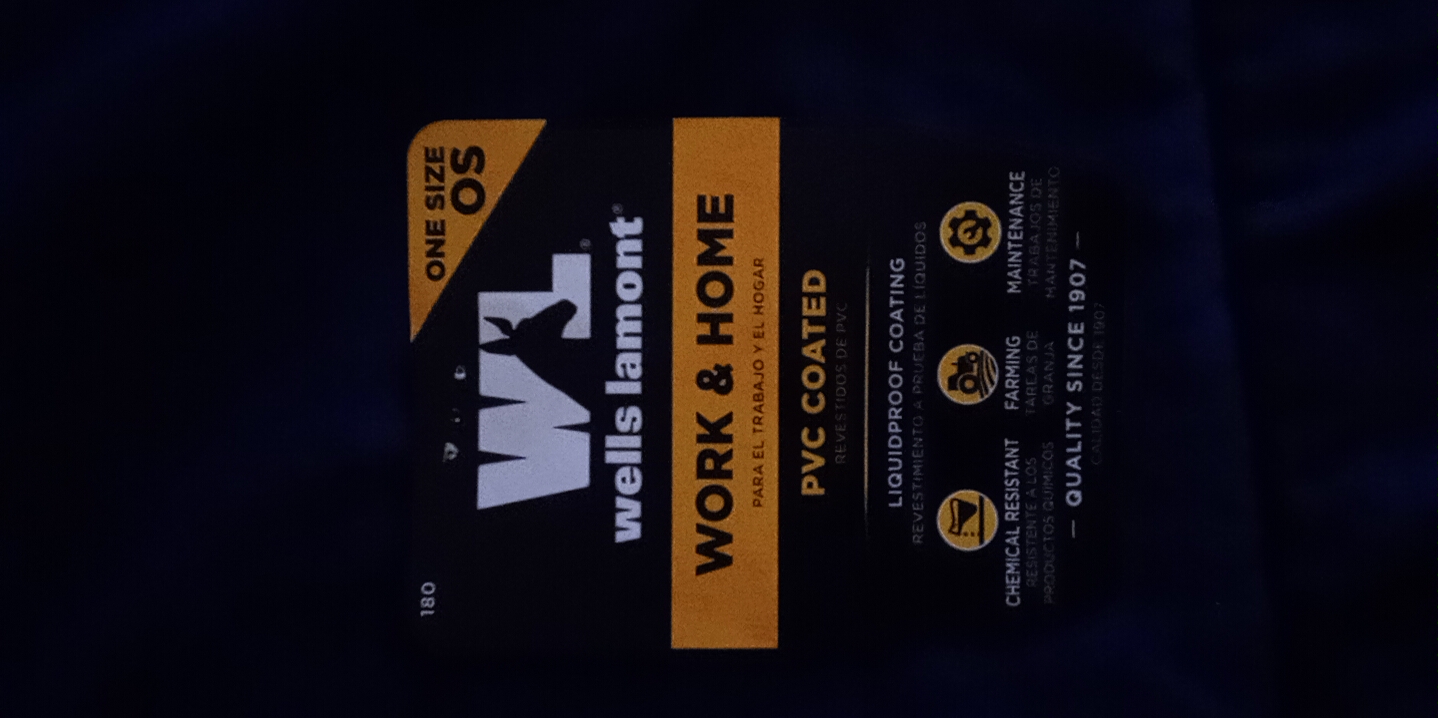 180
ONE SIZE
OS
WL®
wells lamont®
WORK & HOME
PARA EL TRABAJO Y EL HOGAR
PVC COATED
REVESTIDOS DE PVC
LIQUIDPROOF COATING
REVESTIMIENTO A PRUEBA DE LÍQUIDOS
CHEMICAL RESISTANT
RESISTENTE A LOS
PRODUCTOS QUIMICOS
FARMING
TAREAS DE
GRANJA
MAINTENANCE
TRABAJOS DE
MANTENIMIENTO
— QUALITY SINCE 1907 —
CALIDAD DESDE 1907